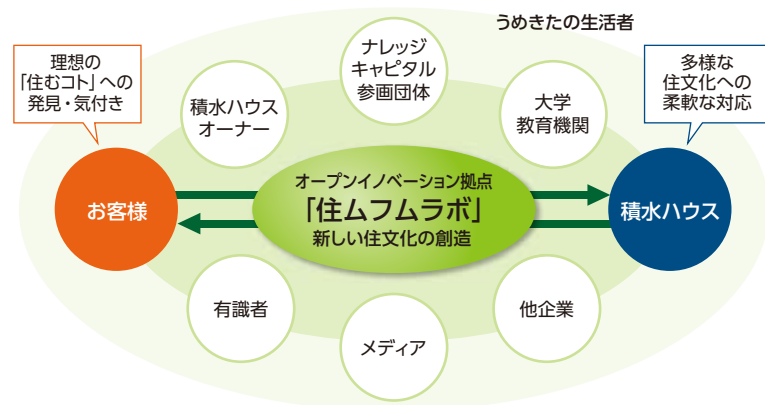 うめきたの生活者
理想の
「住むコト」への
発見・気付き
ナレッジ
キャピタル
参画団体
多様な
住文化への
柔軟な対応
積水ハウス
オーナー
大学
教育機関
お客様
オープンイノベーション拠点
「住ムフムラボ」
新しい住文化の創造
積水ハウス
有識者
メディア
他企業